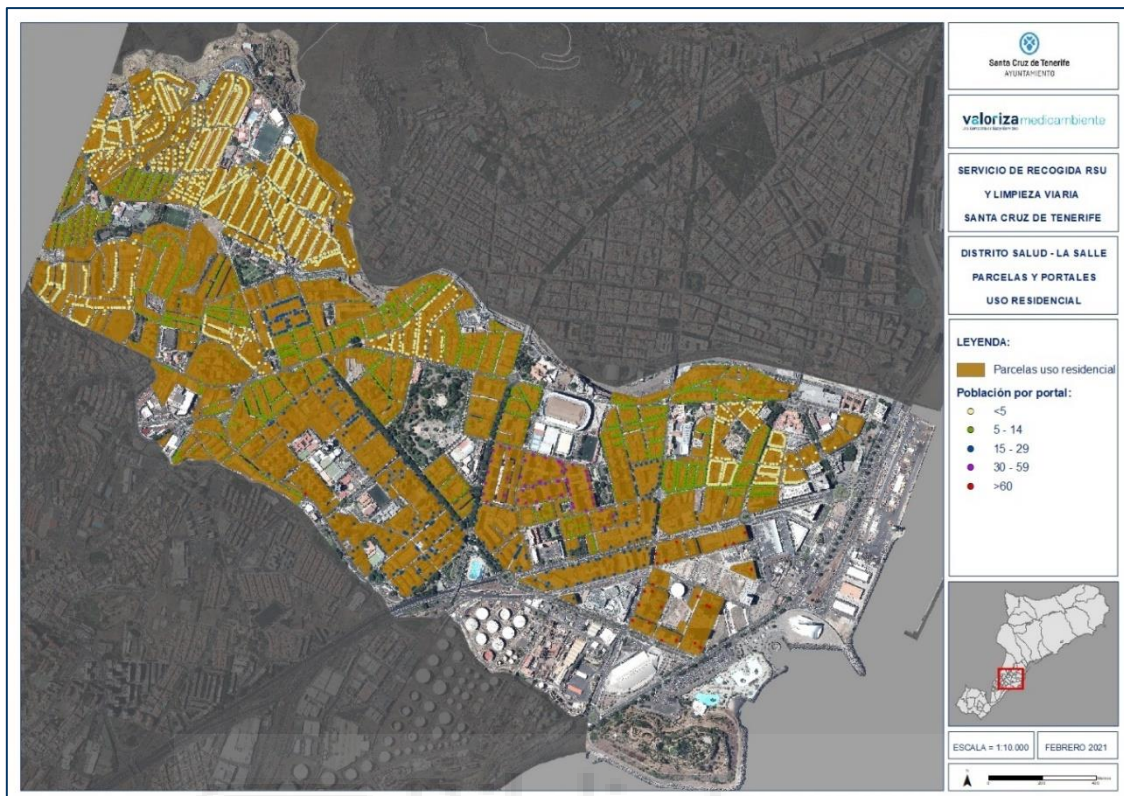 Santa Cruz de Tenerife
AYUNTAMIENTO
valorizamedioambiente
SERVICIO DE RECOGIDA RSU
Y LIMPIEZA VIARIA
SANTA CRUZ DE TENERIFE
DISTRITO SALUD - LA SALLE
PARCELAS Y PORTALES
USO RESIDENCIAL
LEYENDA:
Parcelas uso residencial
Población por portal:
<5
5 - 14
15 - 29
30 - 59
>60
ESCALA = 1:10.000
FEBRERO 2021